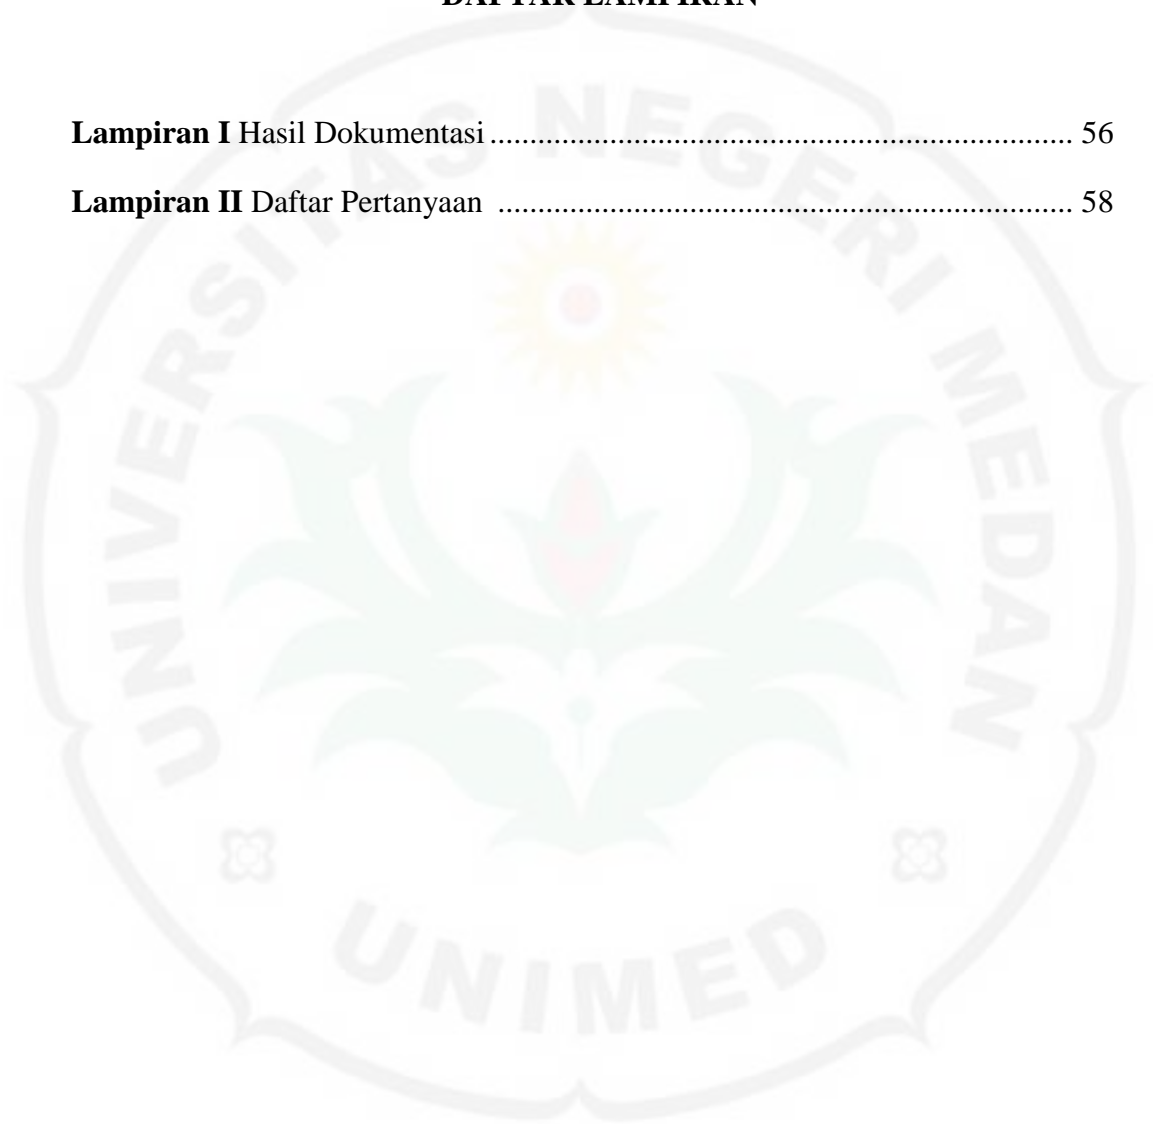 DAFTAR LAMPIRAN
Lampiran I Hasil Dokumentasi ........................................................................ 56
Lampiran II Daftar Pertanyaan ........................................................................ 58
UNIVERSITAS NEGERI MEDAN
UNIMED